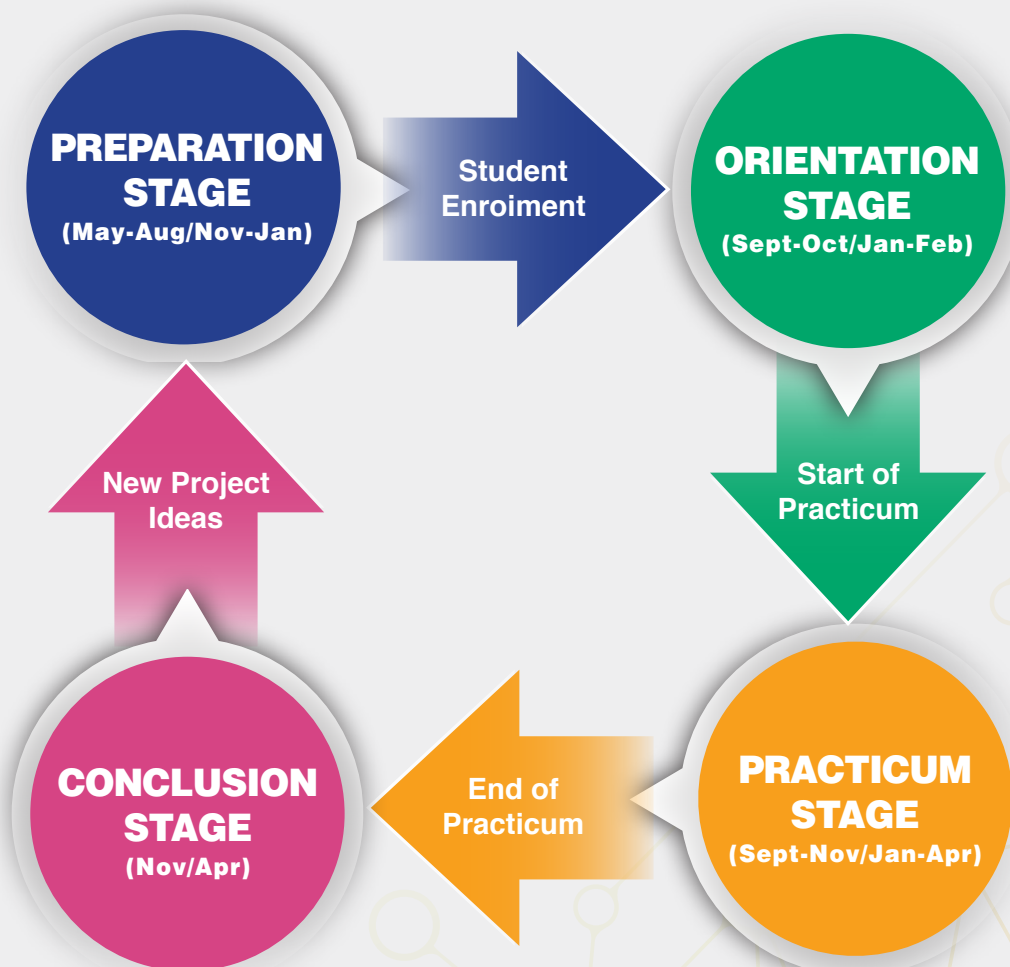 PREPARATION
STAGE
(May-Aug/Nov-Jan)
Student
Enroiment
ORIENTATION
STAGE
(Sept-Oct/Jan-Feb)
Start of
Practicum
PRACTICUM
STAGE
(Sept-Nov/Jan-Apr)
End of
Practicum
CONCLUSION
STAGE
(Nov/Apr)
New Project
Ideas